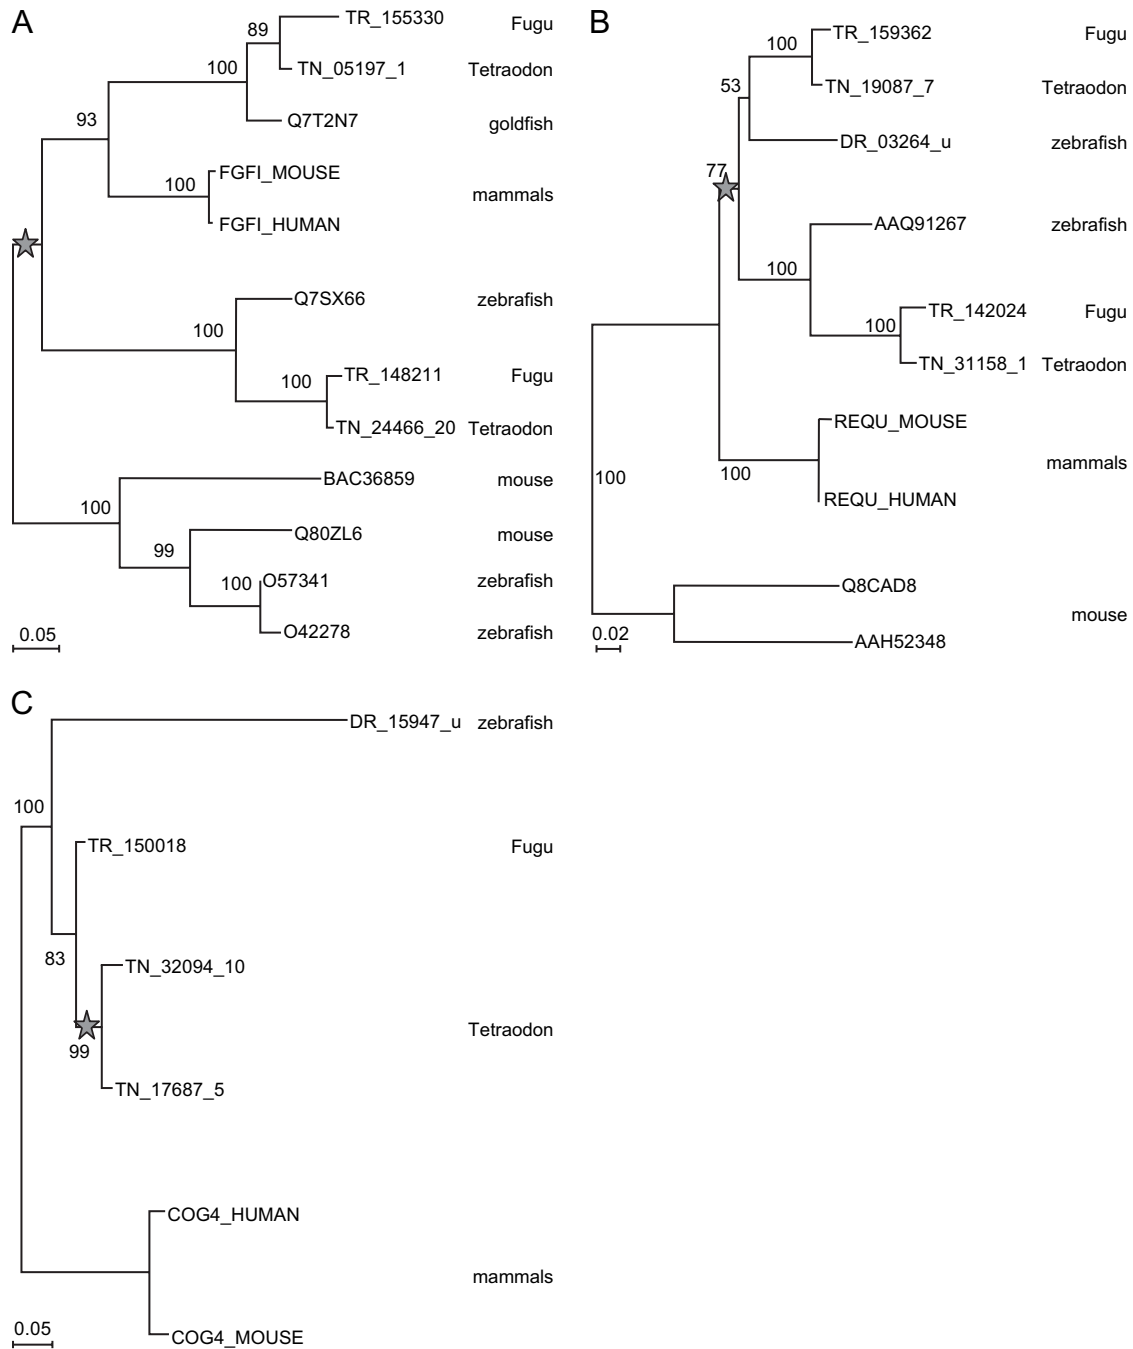 A
TR_155330 Fugu
89
TN_05197_1 Tetraodon
100
Q7T2N7 goldfish
93
FGFI_MOUSE
100
mammals
FGFI_HUMAN
Q7SX66 zebrafish
100
TR_148211 Fugu
100
TN_24466_20 Tetraodon
BAC36859 mouse
100
Q80ZL6 mouse
99
O57341 zebrafish
100
O42278 zebrafish
0.05
B
TR_159362 Fugu
100
TN_19087_7 Tetraodon
53
DR_03264_u zebrafish
77
AAQ91267 zebrafish
100
TR_142024 Fugu
100
TN_31158_1 Tetraodon
REQU_MOUSE
mammals
100
REQU_HUMAN
100
Q8CAD8
mouse
AAH52348
0.02
C
DR_15947_u zebrafish
100
TR_150018 Fugu
83
TN_32094_10
Tetraodon
99
TN_17687_5
COG4_HUMAN
mammals
COG4_MOUSE
0.05